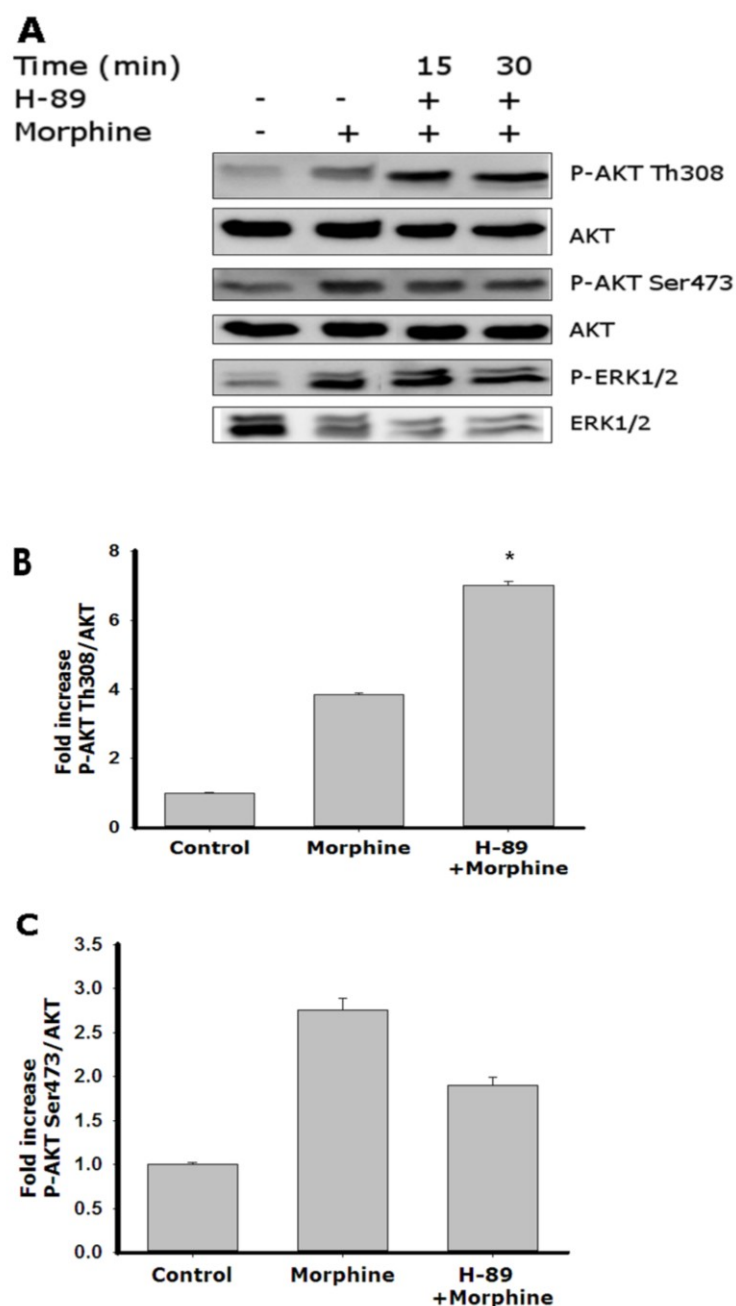 A
Time (min) 15 30
H-89 - - + +
Morphine - + + +
P-AKT Th308
AKT
P-AKT Ser473
AKT
P-ERK1/2
ERK1/2
B
Fold increase
P-AKT Th308/AKT
8
6
4
2
0
*
Control Morphine H-89
+Morphine
C
Fold increase
P-AKT Ser473/AKT
3.5
3.0
2.5
2.0
1.5
1.0
0.5
0.0
Control Morphine H-89
+Morphine